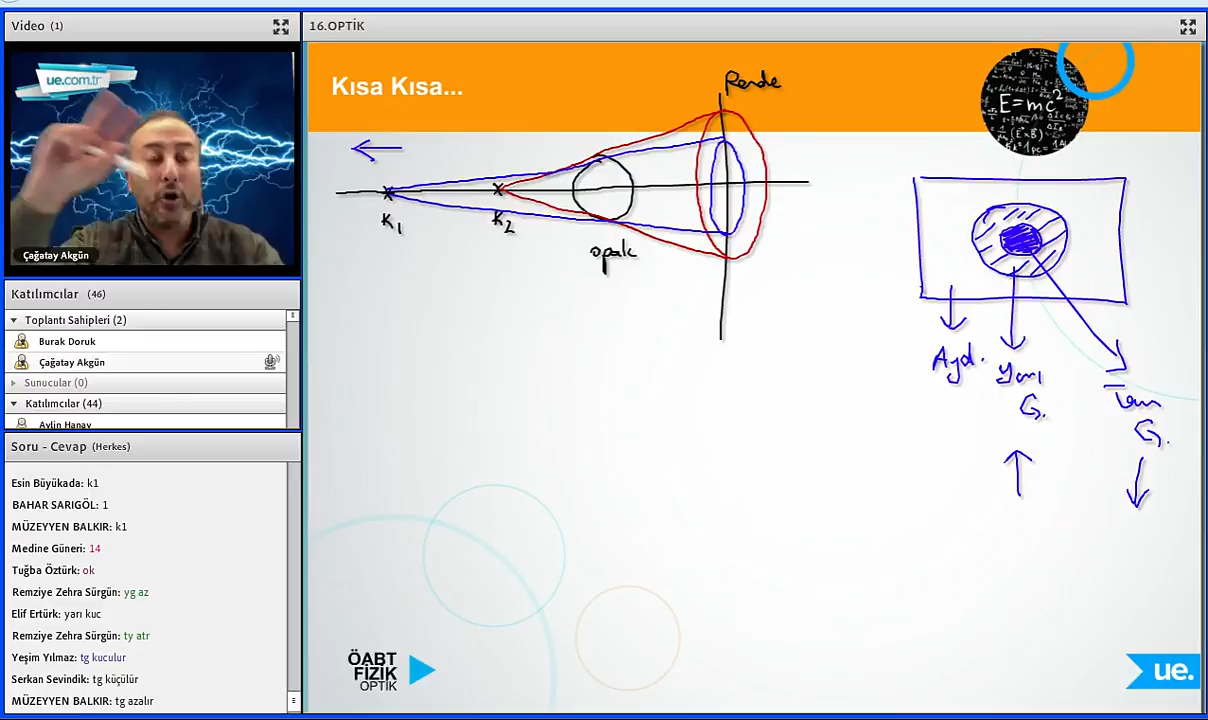 Video (1)
ue.com.tr
Çağatay Akgün
Katılımcılar (46)
Toplantı Sahipleri (2)
Burak Doruk
Çağatay Akgün
Sunucular (0)
Katılımcılar (44)
Aylin Hanay
Soru - Cevap (Herkes)
Esin Büyükada: k1
BAHAR SARIGÖL: 1
MÜZEYYEN BALKIR: k1
Medine Güneri: 14
Tuğba Öztürk: ok
Remziye Zehra Sürgün: yg az
Elif Ertürk: yarı kuc
Remziye Zehra Sürgün: ty atr
Yeşim Yılmaz: tg kuculur
Serkan Sevindik: tg küçülür
MÜZEYYEN BALKIR: tg azalır
16.OPTİK
Kısa Kısa...
Perde
E=mc²
K1
K2
opak
Ayd.
Yarı
G.
Tam
G.
ÖABT
FİZİK
OPTİK
ue.